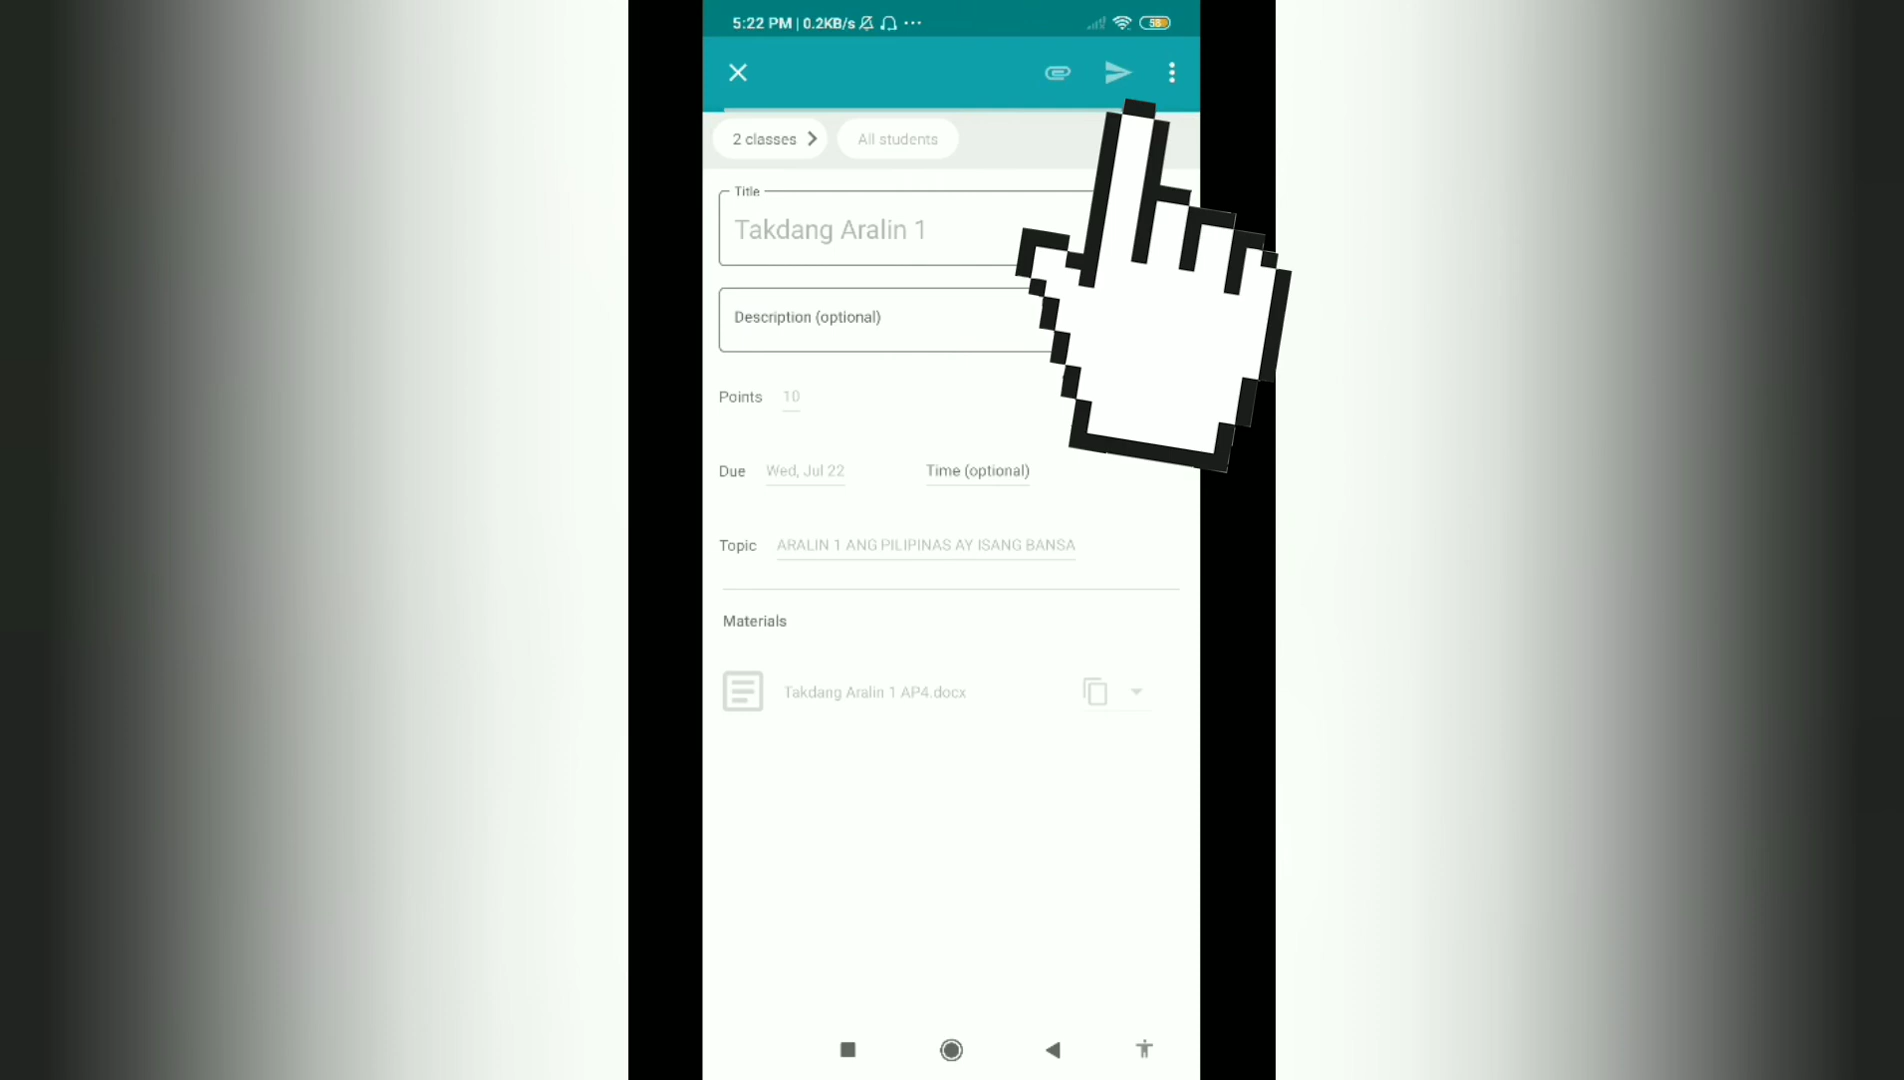 5:22 PM | 0.2KB/s ... 58
2 classes All students
Title
Takdang Aralin 1
Description (optional)
Points 10
Due Wed, Jul 22 Time (optional)
Topic ARALIN 1 ANG PILIPINAS AY ISANG BANSA
Materials
Takdang Aralin 1 AP4.docx